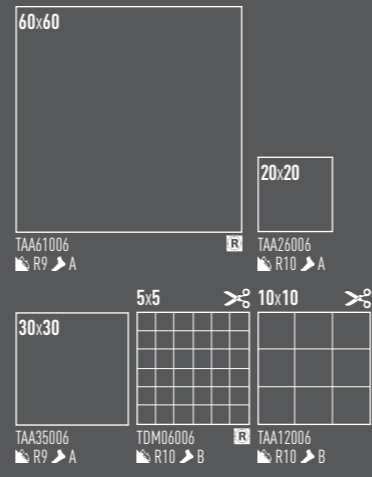 60x60
20x20
TAA61006 R TAA26006
R9 A R10 A
5x5 10x10
30x30
TAA35006 TDM06006 R TAA12006
R9 A R10 B R10 B